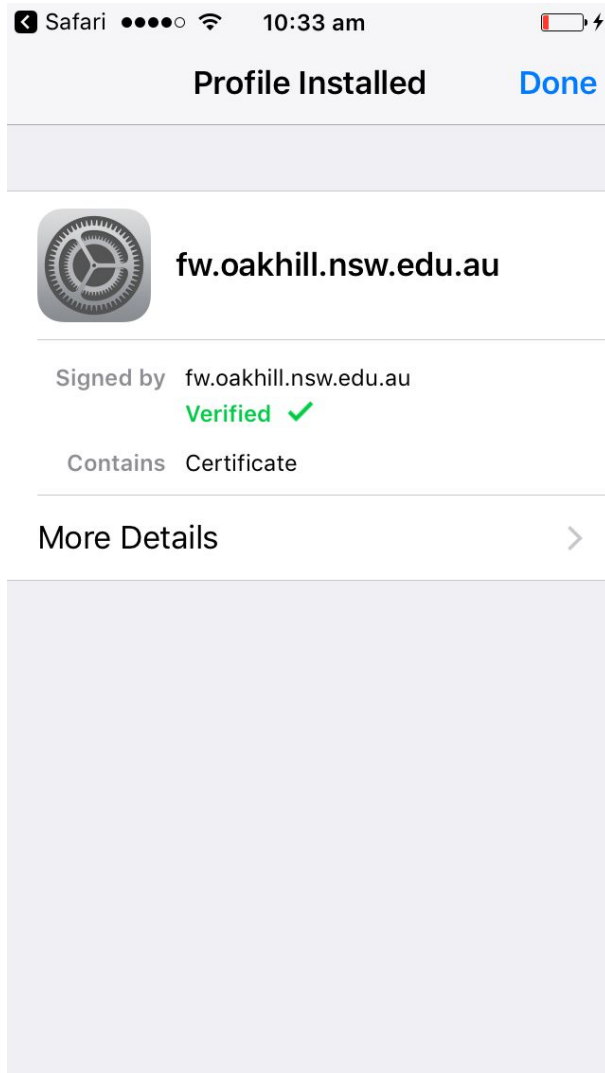 Safari 10:33 am
Profile Installed Done
fw.oakhill.nsw.edu.au
Signed by fw.oakhill.nsw.edu.au
Verified
Contains Certificate
More Details